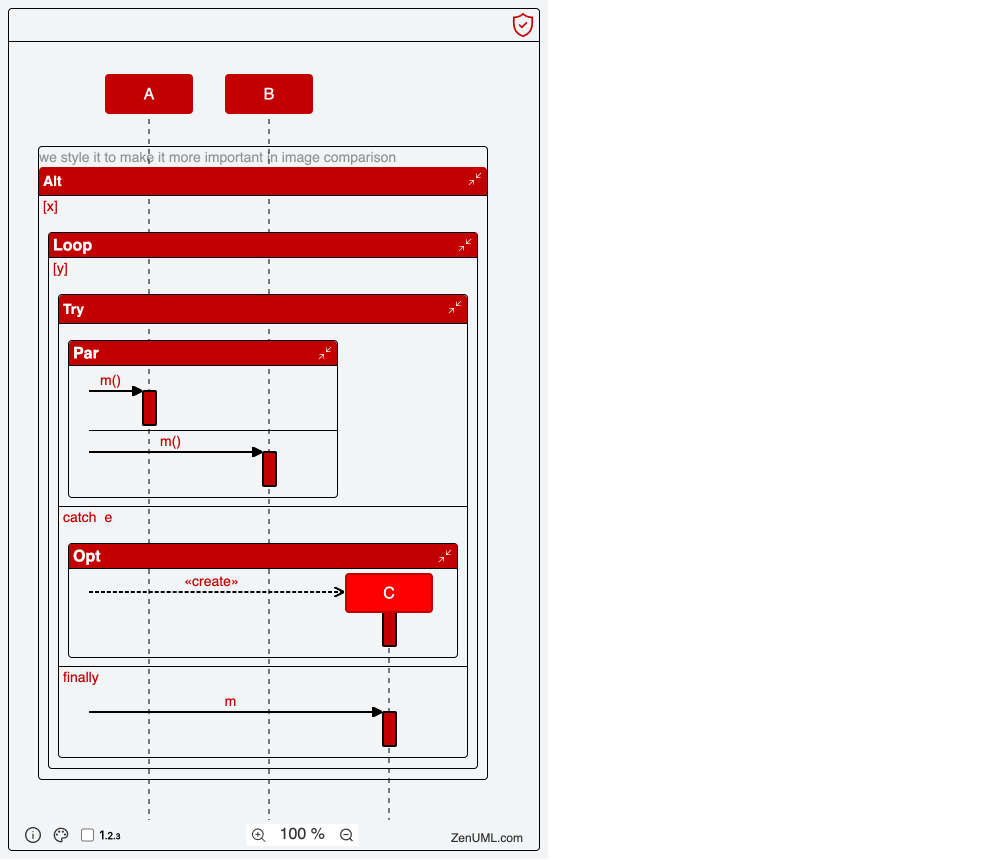 A
B
we style it to make it more important in image comparison
Alt
[x]
Loop
[y]
Try
Par
m()
m()
catch e
Opt
«create»
C
finally
m
1.2.3
100 %
ZenUML.com